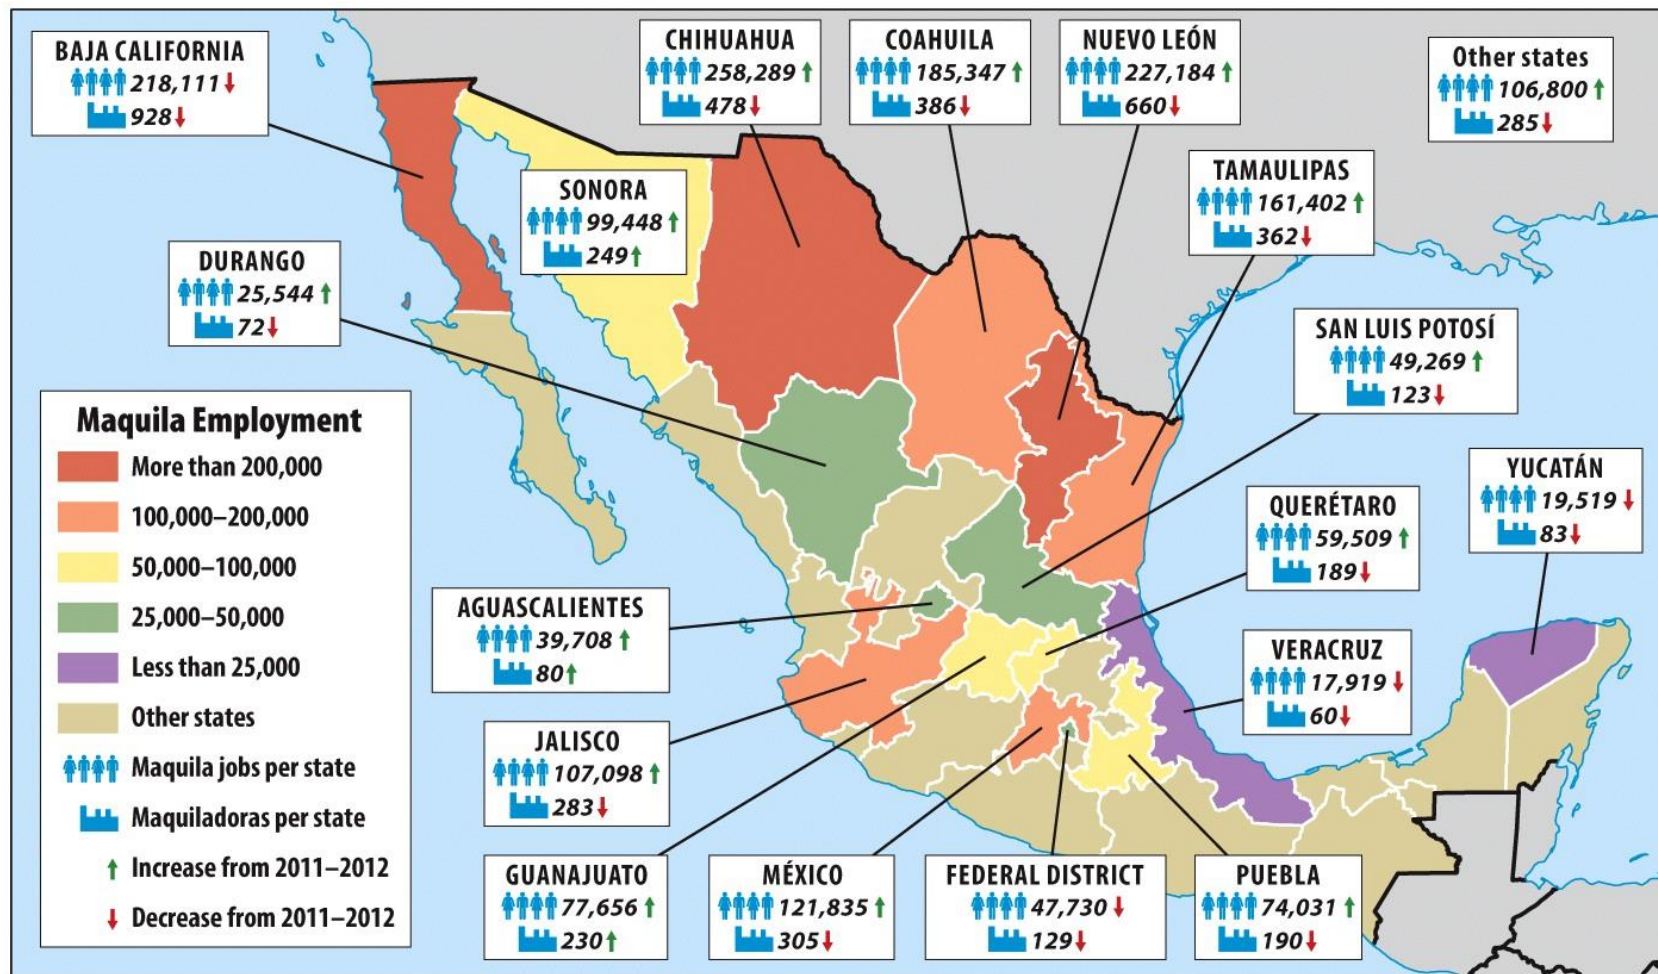 BAJA CALIFORNIA
218,111
928
CHIHUAHUA
258,289
478
COAHUILA
185,347
386
NUEVO LEÓN
227,184
660
Other states
106,800
285
SONORA
99,448
249
TAMAULIPAS
161,402
362
DURANGO
25,544
72
SAN LUIS POTOSÍ
49,269
123
Maquila Employment
More than 200,000
100,000–200,000
50,000–100,000
25,000–50,000
Less than 25,000
Other states
Maquila jobs per state
Maquiladoras per state
Increase from 2011–2012
Decrease from 2011–2012
YUCATÁN
19,519
83
QUERÉTARO
59,509
189
AGUASCALIENTES
39,708
80
VERACRUZ
17,919
60
JALISCO
107,098
283
GUANAJUATO
77,656
230
MÉXICO
121,835
305
FEDERAL DISTRICT
47,730
129
PUEBLA
74,031
190